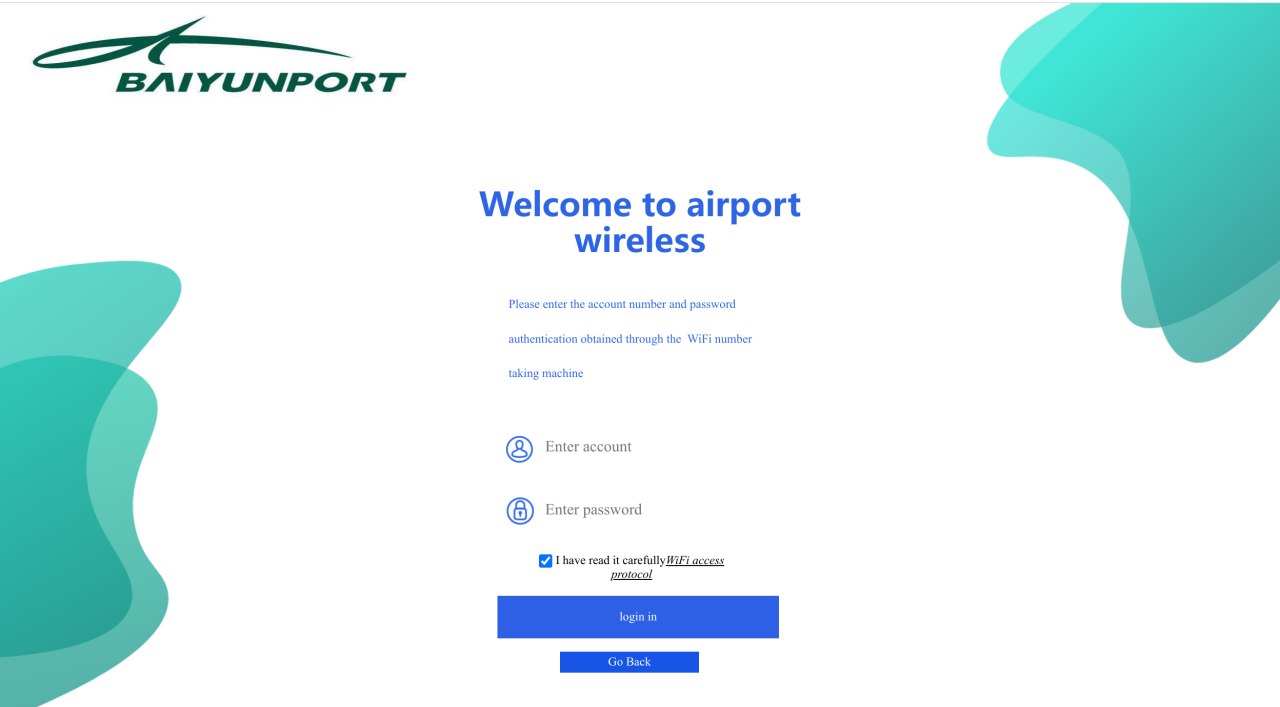 BAIYUNPORT
Welcome to airport
wireless
Please enter the account number and password
authentication obtained through the  WiFi number
taking machine
Enter account
Enter password
I have read it carefullyWiFi access
protocol
login in
Go Back